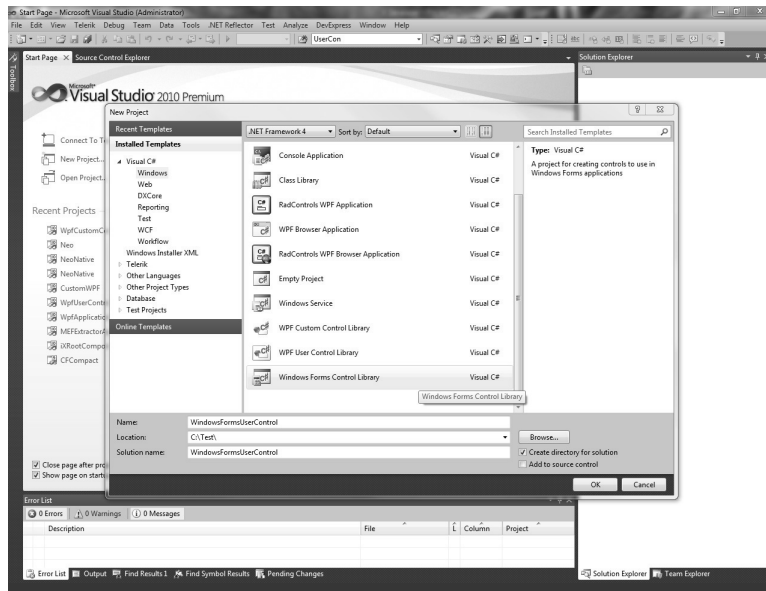 Start Page - Microsoft Visual Studio (Administrator)
File Edit View Telerik Debug Team Data Tools .NET Reflector Test Analyze DevExpress Window Help
UserCon
Toolbox
Start Page Source Control Explorer
Solution Explorer
Microsoft
Visual Studio 2010 Premium
Connect To Te
New Project...
Open Project..
Recent Projects
WpfCustomCo
Neo
NeoNative
NeoNative
CustomWPF
WpfUserContr
WpfApplicatio
MEFExtractorA
iXRootCompo
CFCompact
Close page after pro
Show page on startu
New Project
Recent Templates
Installed Templates
Visual C#
Windows
Web
DXCore
Reporting
Test
WCF
Workflow
Windows Installer XML
Telerik
Other Languages
Other Project Types
Database
Test Projects
Online Templates
.NET Framework 4 Sort by: Default
Console Application Visual C#
Class Library Visual C#
RadControls WPF Application Visual C#
WPF Browser Application Visual C#
RadControls WPF Browser Application Visual C#
Empty Project Visual C#
Windows Service Visual C#
WPF Custom Control Library Visual C#
WPF User Control Library Visual C#
Windows Forms Control Library Visual C#
Windows Forms Control Library
Search Installed Templates
Type: Visual C#
A project for creating controls to use in
Windows Forms applications
Name: WindowsFormsUserControl
Location: C:\Test\
Solution name: WindowsFormsUserControl
Browse...
Create directory for solution
Add to source control
OK Cancel
Error List
0 Errors 0 Warnings 0 Messages
Description File L Column Project
Error List Output Find Results 1 Find Symbol Results Pending Changes
Solution Explorer Team Explorer